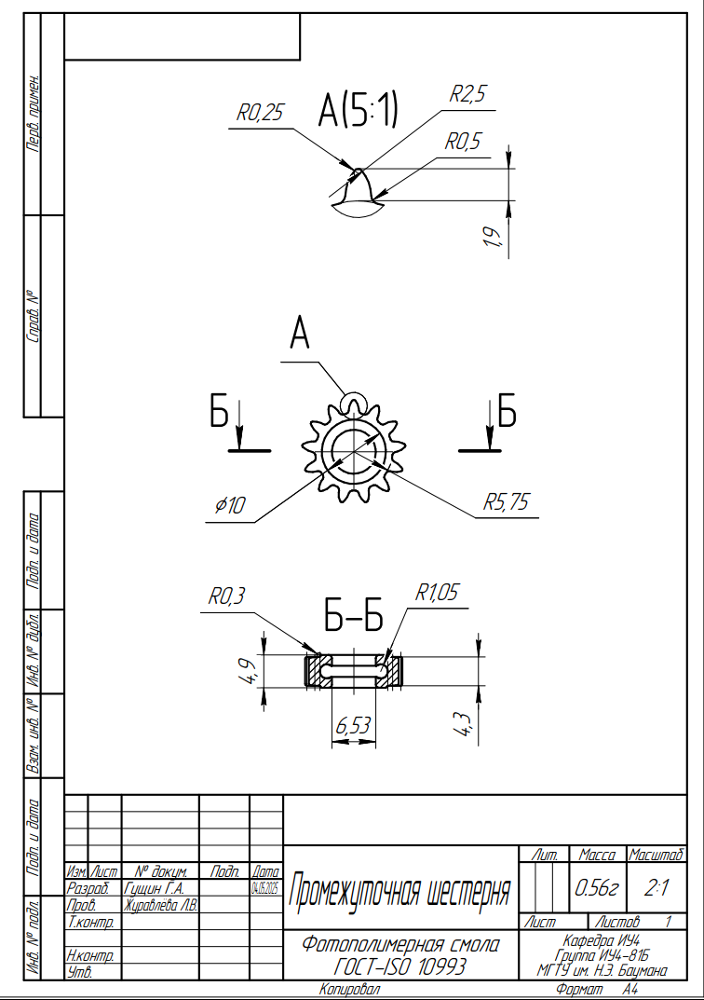 Перв. примен.
Справ. №
Подп. и дата
Инв. № дубл.
Взам. инв. №
Подп. и дата
Инв. № подл.
А(5:1)
R0,25
R2,5
R0,5
1,9
А
Б
Б
⌀10
R5,75
Б-Б
R0,3
R1,05
4,9
6,53
4,3
Изм. Лист № докум. Подп. Дата
Разраб. Гущин Г.А. 04.05.2025
Пров. Журавлёва Л.В.
Т.контр.
Н.контр.
Утв.
Промежуточная шестерня
Фотополимерная смола
ГОСТ-ISO 10993
Лит. Масса Масштаб
0.56г 2:1
Лист Листов 1
Кафедра ИУ4
Группа ИУ4-81Б
МГТУ им. Н.Э. Баумана
Копировал Формат А4